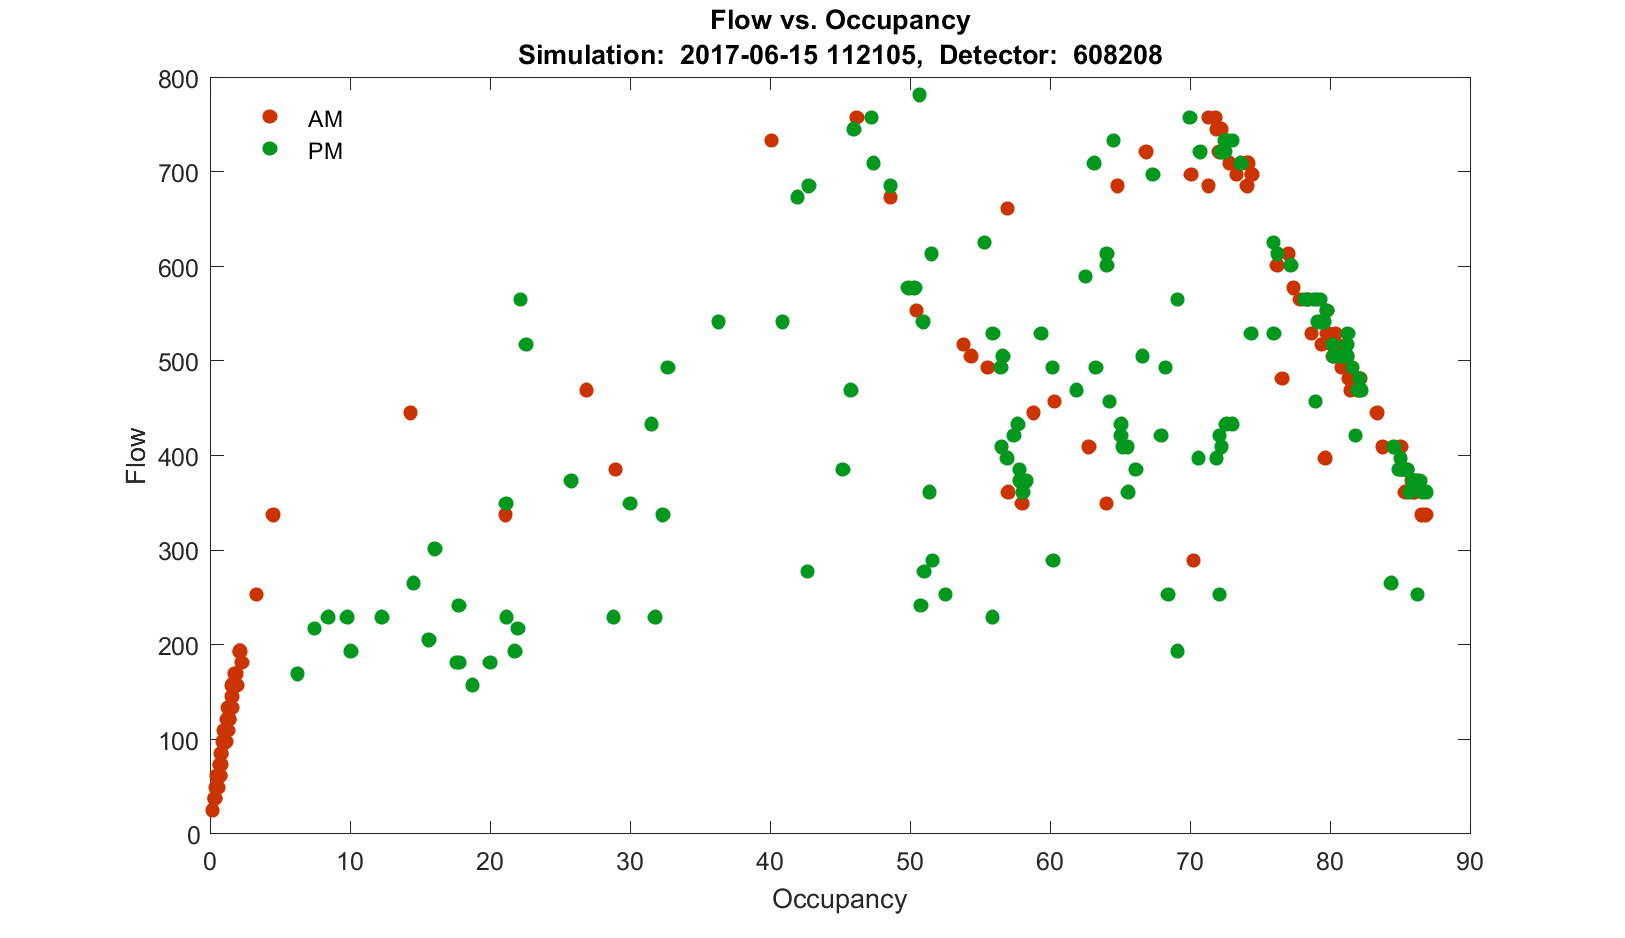 Flow vs. Occupancy
Simulation:  2017-06-15 112105,  Detector:  608208
AM
PM
800
700
600
500
400
300
200
100
0
Flow
0 10 20 30 40 50 60 70 80 90
Occupancy